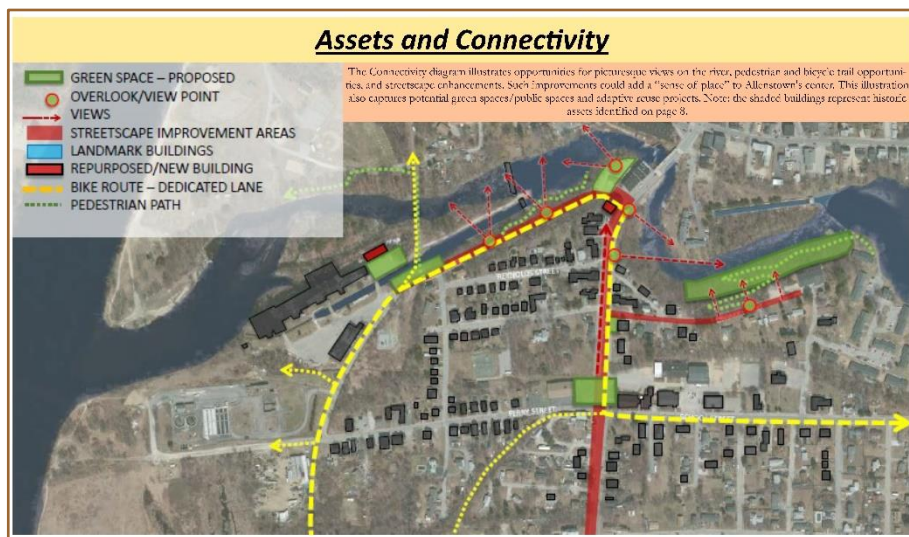 Assets and Connectivity
GREEN SPACE – PROPOSED
OVERLOOK/VIEW POINT
VIEWS
STREETSCAPE IMPROVEMENT AREAS
LANDMARK BUILDINGS
REPURPOSED/NEW BUILDING
BIKE ROUTE – DEDICATED LANE
PEDESTRIAN PATH
The Connectivity diagram illustrates opportunities for picturesque views on the river, pedestrian and bicycle trail opportuni-
ties, and streetscape enhancements. Such improvements could add a "sense of place" to Allenstown's center. This illustration
also captures potential green spaces/public spaces and adaptive reuse projects. Note: the shaded buildings represent historic
assets identified on page 8.
STREET
STREET